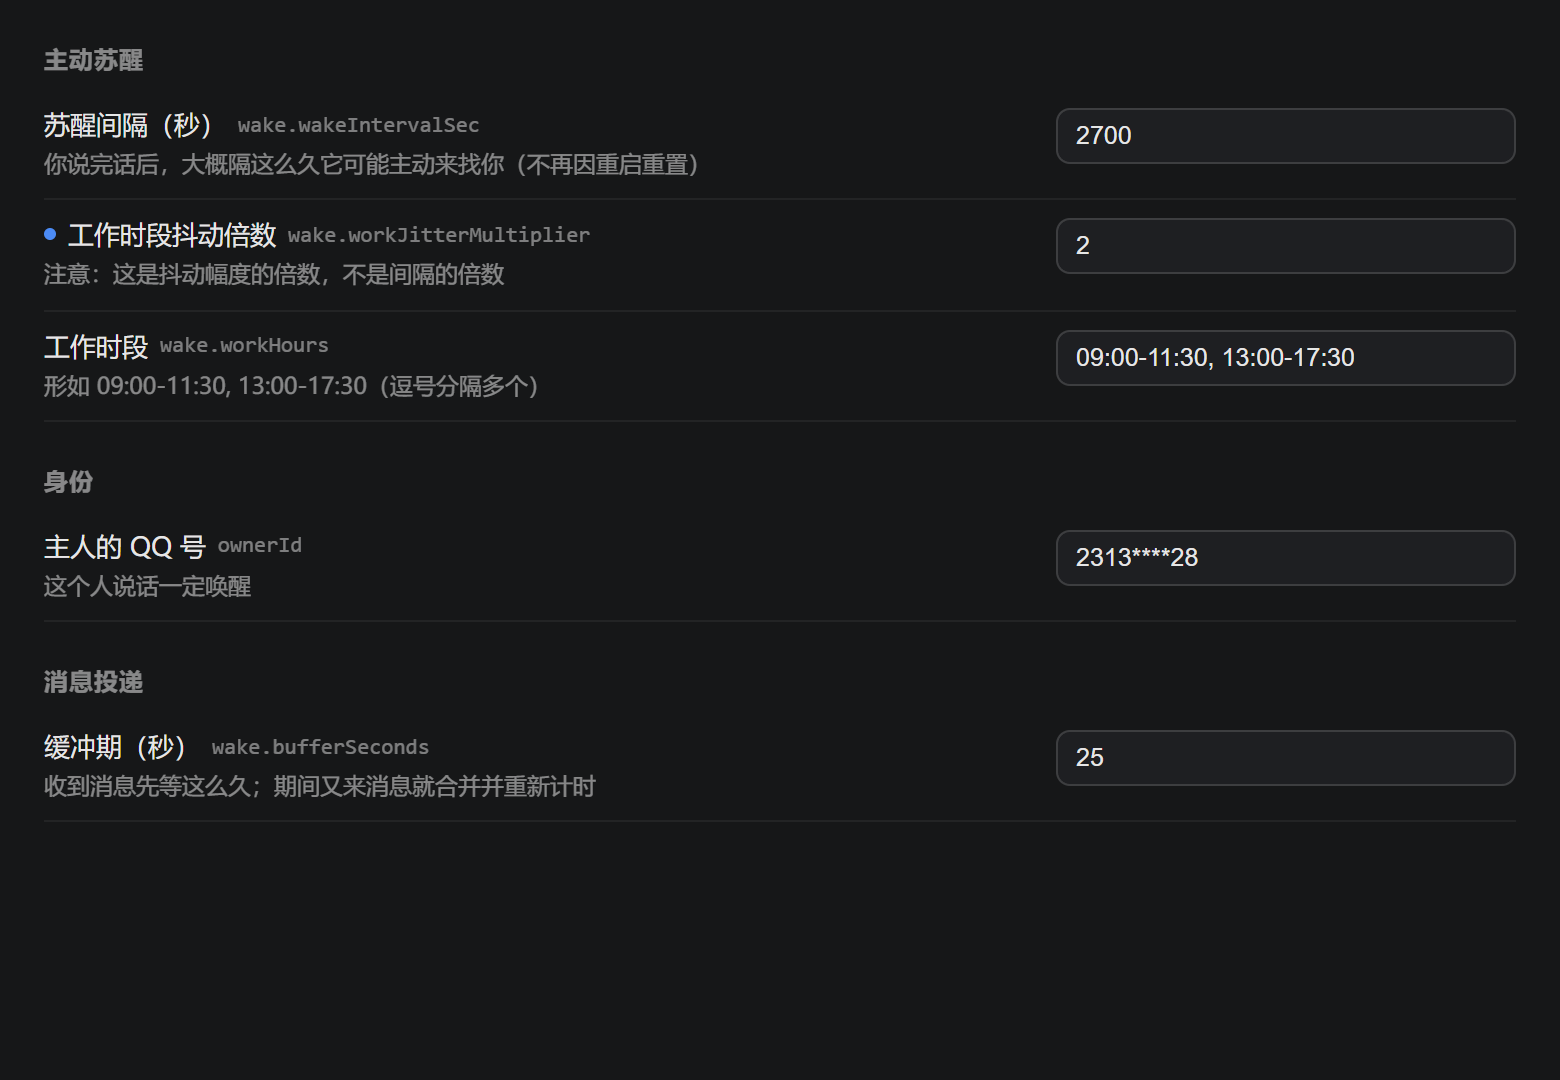 主动苏醒
苏醒间隔（秒） wake.wakeIntervalSec
2700
你说完话后，大概隔这么久它可能主动来找你（不再因重启重置）
工作时段抖动倍数 wake.workJitterMultiplier
2
注意：这是抖动幅度的倍数，不是间隔的倍数
工作时段 wake.workHours
09:00-11:30, 13:00-17:30
形如 09:00-11:30, 13:00-17:30（逗号分隔多个）
身份
主人的 QQ 号 ownerId
2313****28
这个人说话一定唤醒
消息投递
缓冲期（秒） wake.bufferSeconds
25
收到消息先等这么久；期间又来消息就合并并重新计时